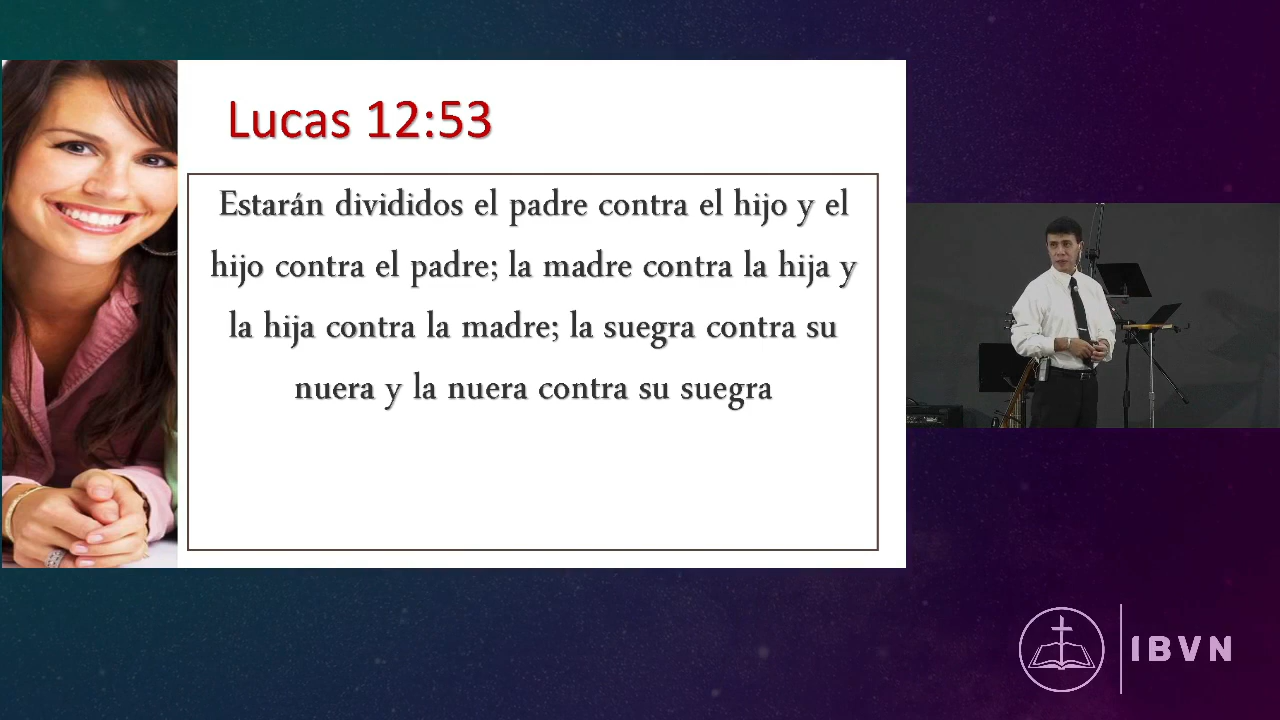 Lucas 12:53
Estarán divididos el padre contra el hijo y el
hijo contra el padre; la madre contra la hija y
la hija contra la madre; la suegra contra su
nuera y la nuera contra su suegra
IBVN